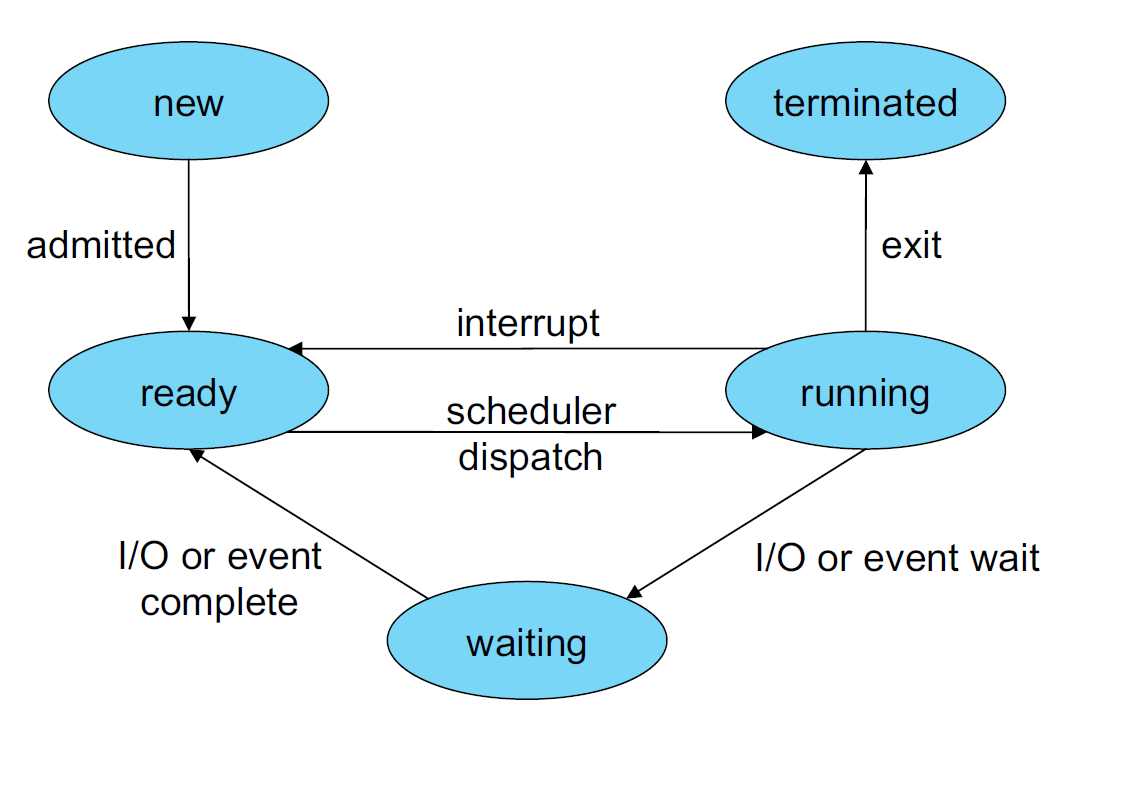 new
terminated
admitted
exit
interrupt
ready
running
scheduler
dispatch
I/O or event
complete
I/O or event wait
waiting